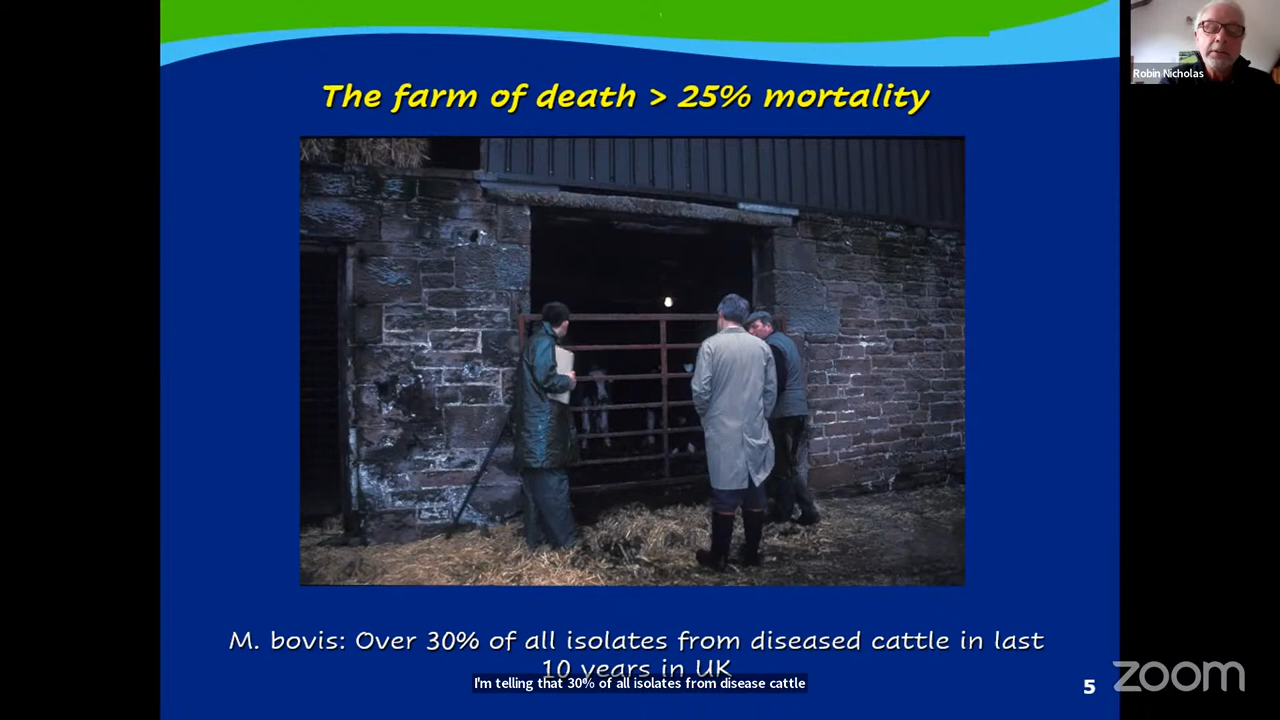 The farm of death > 25% mortality
Robin Nicholas
M. bovis: Over 30% of all isolates from diseased cattle in last
10 years in UK
I'm telling that 30% of all isolates from disease cattle
5
zoom